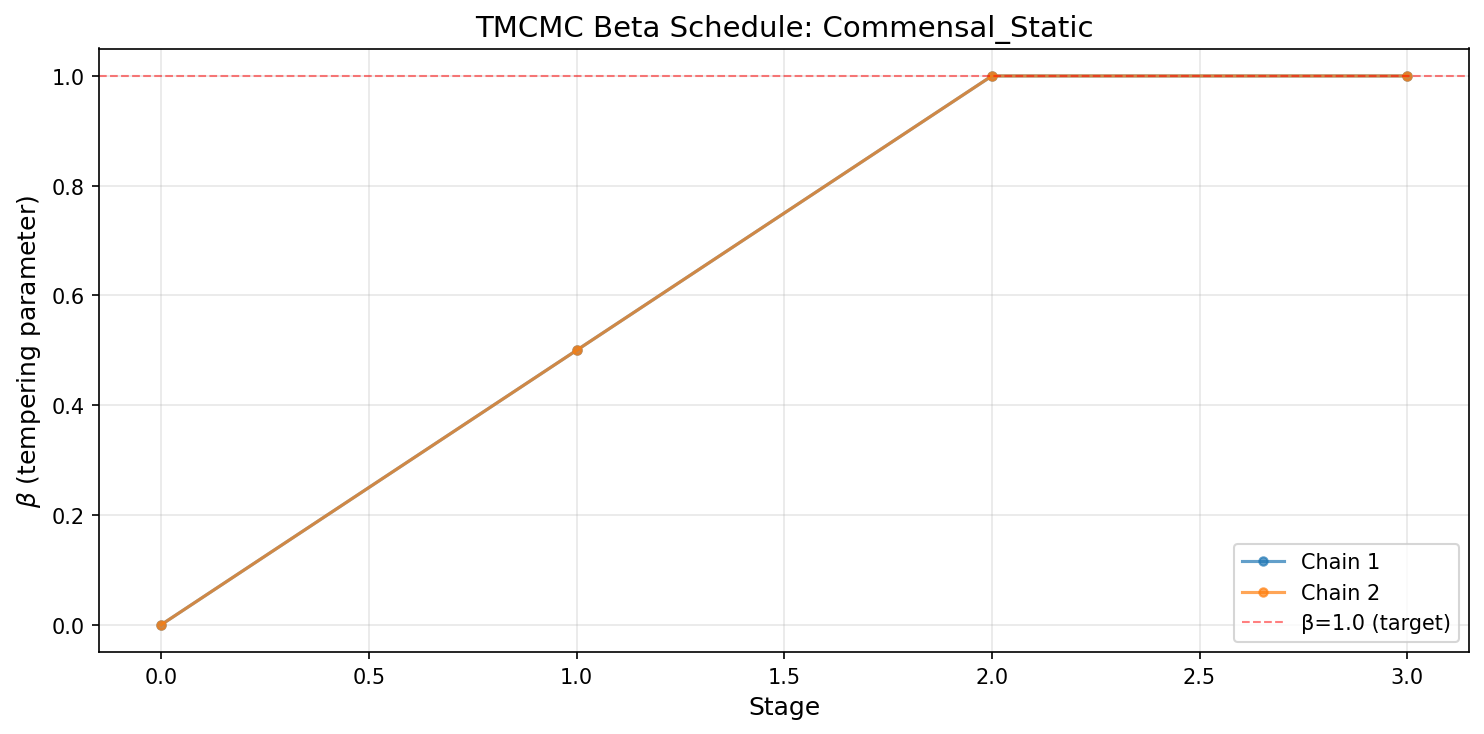 TMCMC Beta Schedule: Commensal_Static
β (tempering parameter)
1.0
0.8
0.6
0.4
0.2
0.0
0.0 0.5 1.0 1.5 2.0 2.5 3.0
Stage
Chain 1
Chain 2
β=1.0 (target)